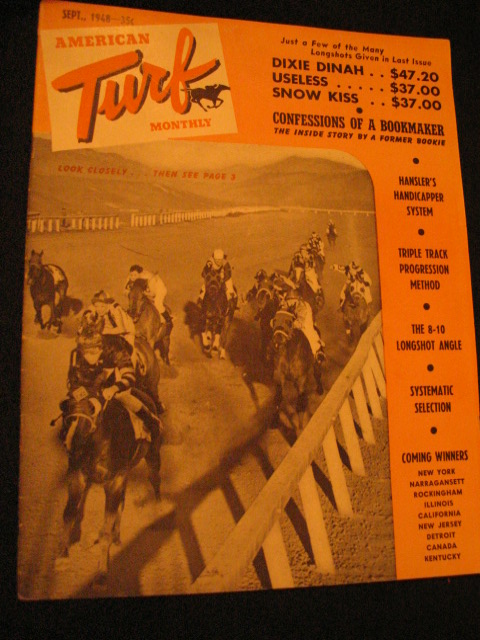 SEPT., 1948—35c
AMERICAN
Turf
MONTHLY
Just a Few of the Many
Longshots Given in Last Issue
DIXIE DINAH . . $47.20
USELESS . . . . . $37.00
SNOW KISS . . $37.00
CONFESSIONS OF A BOOKMAKER
THE INSIDE STORY BY A FORMER BOOKIE
LOOK CLOSELY . . . THEN SEE PAGE 3
HANSLER'S
HANDICAPPER
SYSTEM
TRIPLE TRACK
PROGRESSION
METHOD
THE 8-10
LONGSHOT ANGLE
SYSTEMATIC
SELECTION
COMING WINNERS
NEW YORK
NARRAGANSETT
ROCKINGHAM
ILLINOIS
CALIFORNIA
NEW JERSEY
DETROIT
CANADA
KENTUCKY